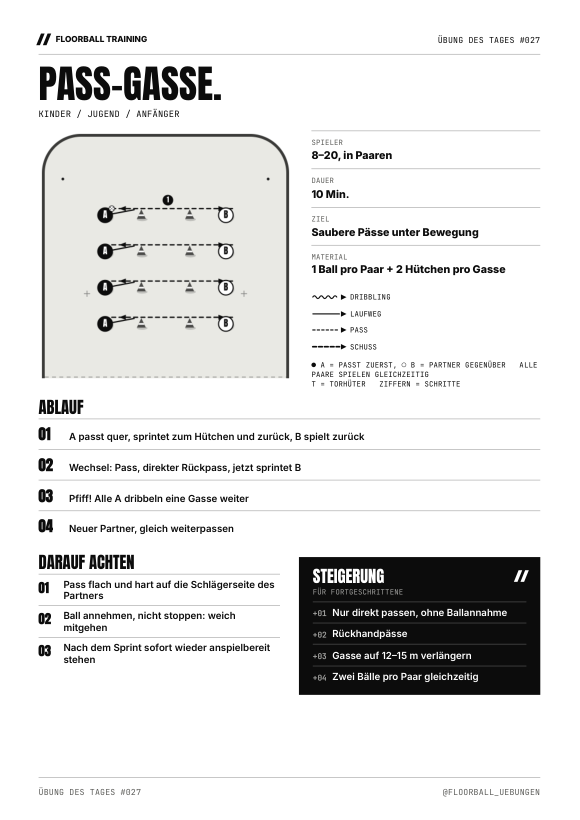 FLOORBALL TRAINING
ÜBUNG DES TAGES #027
PASS-GASSE.
KINDER / JUGEND / ANFÄNGER
1
A
B
A
B
A
B
A
B
SPIELER
8–20, in Paaren
DAUER
10 Min.
ZIEL
Saubere Pässe unter Bewegung
MATERIAL
1 Ball pro Paar + 2 Hütchen pro Gasse
DRIBBLING
LAUFWEG
PASS
SCHUSS
● A = PASST ZUERST, ○ B = PARTNER GEGENÜBER ALLE
PAARE SPIELEN GLEICHZEITIG
T = TORHÜTER ZIFFERN = SCHRITTE
ABLAUF
01 A passt quer, sprintet zum Hütchen und zurück, B spielt zurück
02 Wechsel: Pass, direkter Rückpass, jetzt sprintet B
03 Pfiff! Alle A dribbeln eine Gasse weiter
04 Neuer Partner, gleich weiterpassen
DARAUF ACHTEN
01 Pass flach und hart auf die Schlägerseite des
Partners
02 Ball annehmen, nicht stoppen: weich
mitgehen
03 Nach dem Sprint sofort wieder anspielbereit
stehen
STEIGERUNG
FÜR FORTGESCHRITTENE
+01 Nur direkt passen, ohne Ballannahme
+02 Rückhandpässe
+03 Gasse auf 12–15 m verlängern
+04 Zwei Bälle pro Paar gleichzeitig
ÜBUNG DES TAGES #027
@FLOORBALL_UEBUNGEN